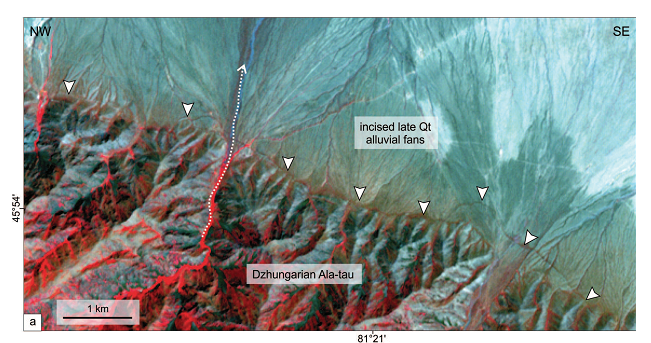 NW
SE
incised late Qt
alluvial fans
45°54'
Dzhungarian Ala-tau
1 km
a
81°21'